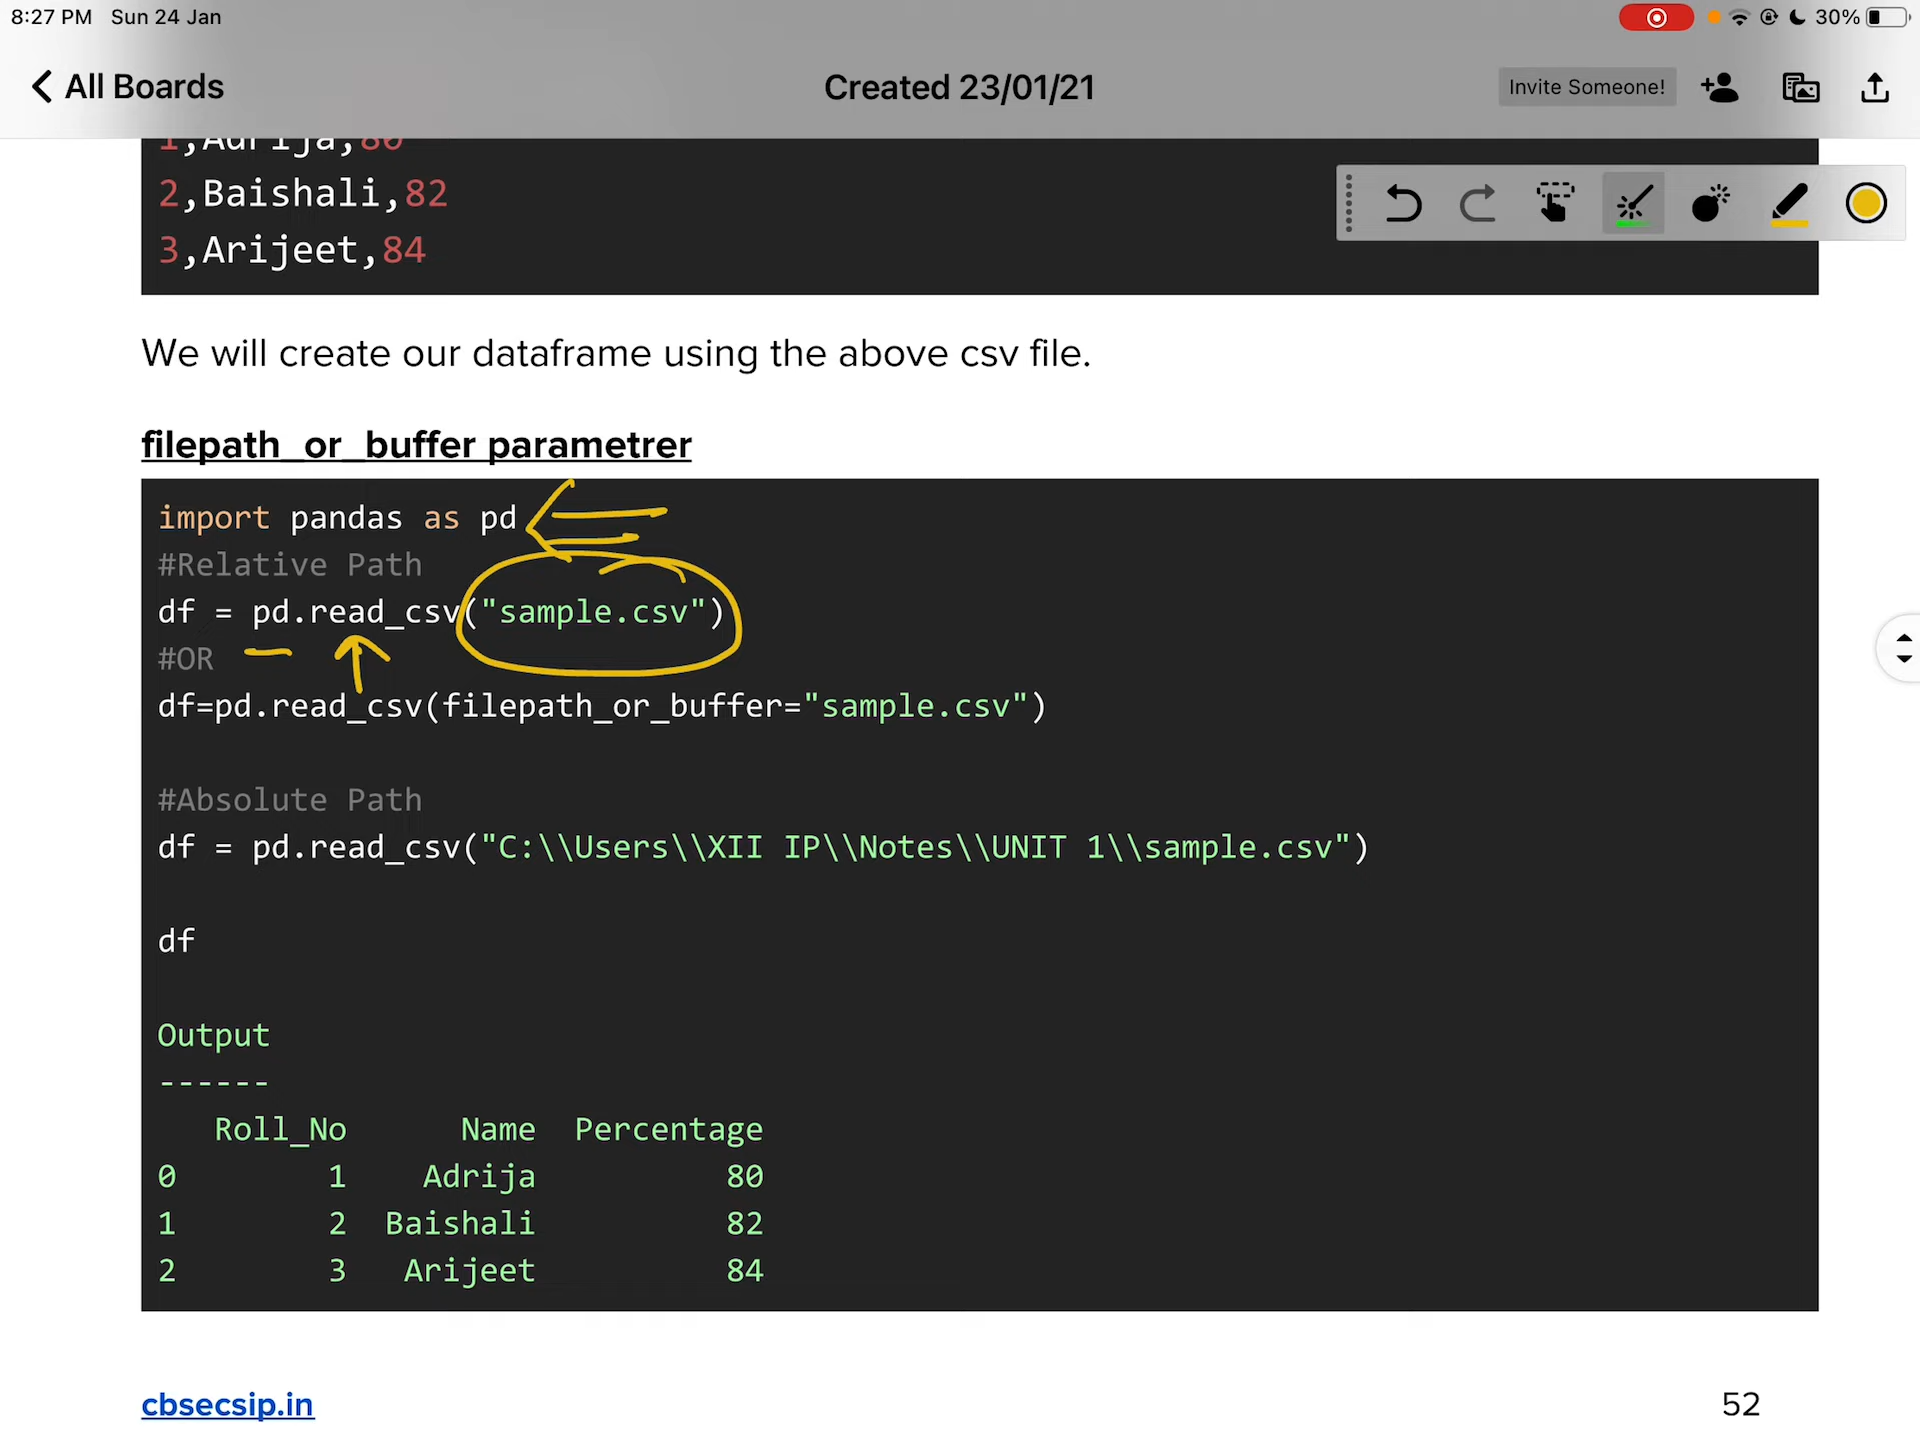 8:27 PM Sun 24 Jan 30%
All Boards Created 23/01/21 Invite Someone!
1,Adrija,80
2,Baishali,82
3,Arijeet,84
We will create our dataframe using the above csv file.
filepath_or_buffer parametrer
import pandas as pd
#Relative Path
df = pd.read_csv("sample.csv")
#OR
df=pd.read_csv(filepath_or_buffer="sample.csv")
#Absolute Path
df = pd.read_csv("C:\\Users\\XII IP\\Notes\\UNIT 1\\sample.csv")
df
Output
------
Roll_No Name Percentage
0 1 Adrija 80
1 2 Baishali 82
2 3 Arijeet 84
cbsecsip.in 52